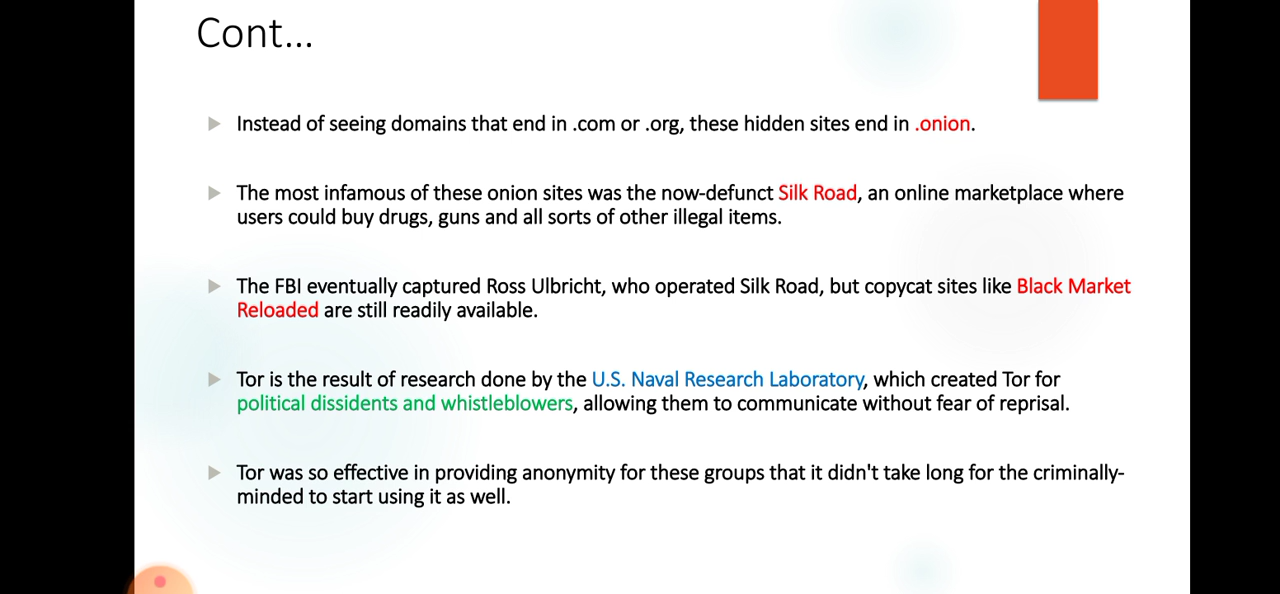 Cont...
Instead of seeing domains that end in .com or .org, these hidden sites end in .onion.
The most infamous of these onion sites was the now-defunct Silk Road, an online marketplace where
users could buy drugs, guns and all sorts of other illegal items.
The FBI eventually captured Ross Ulbricht, who operated Silk Road, but copycat sites like Black Market
Reloaded are still readily available.
Tor is the result of research done by the U.S. Naval Research Laboratory, which created Tor for
political dissidents and whistleblowers, allowing them to communicate without fear of reprisal.
Tor was so effective in providing anonymity for these groups that it didn't take long for the criminally-
minded to start using it as well.